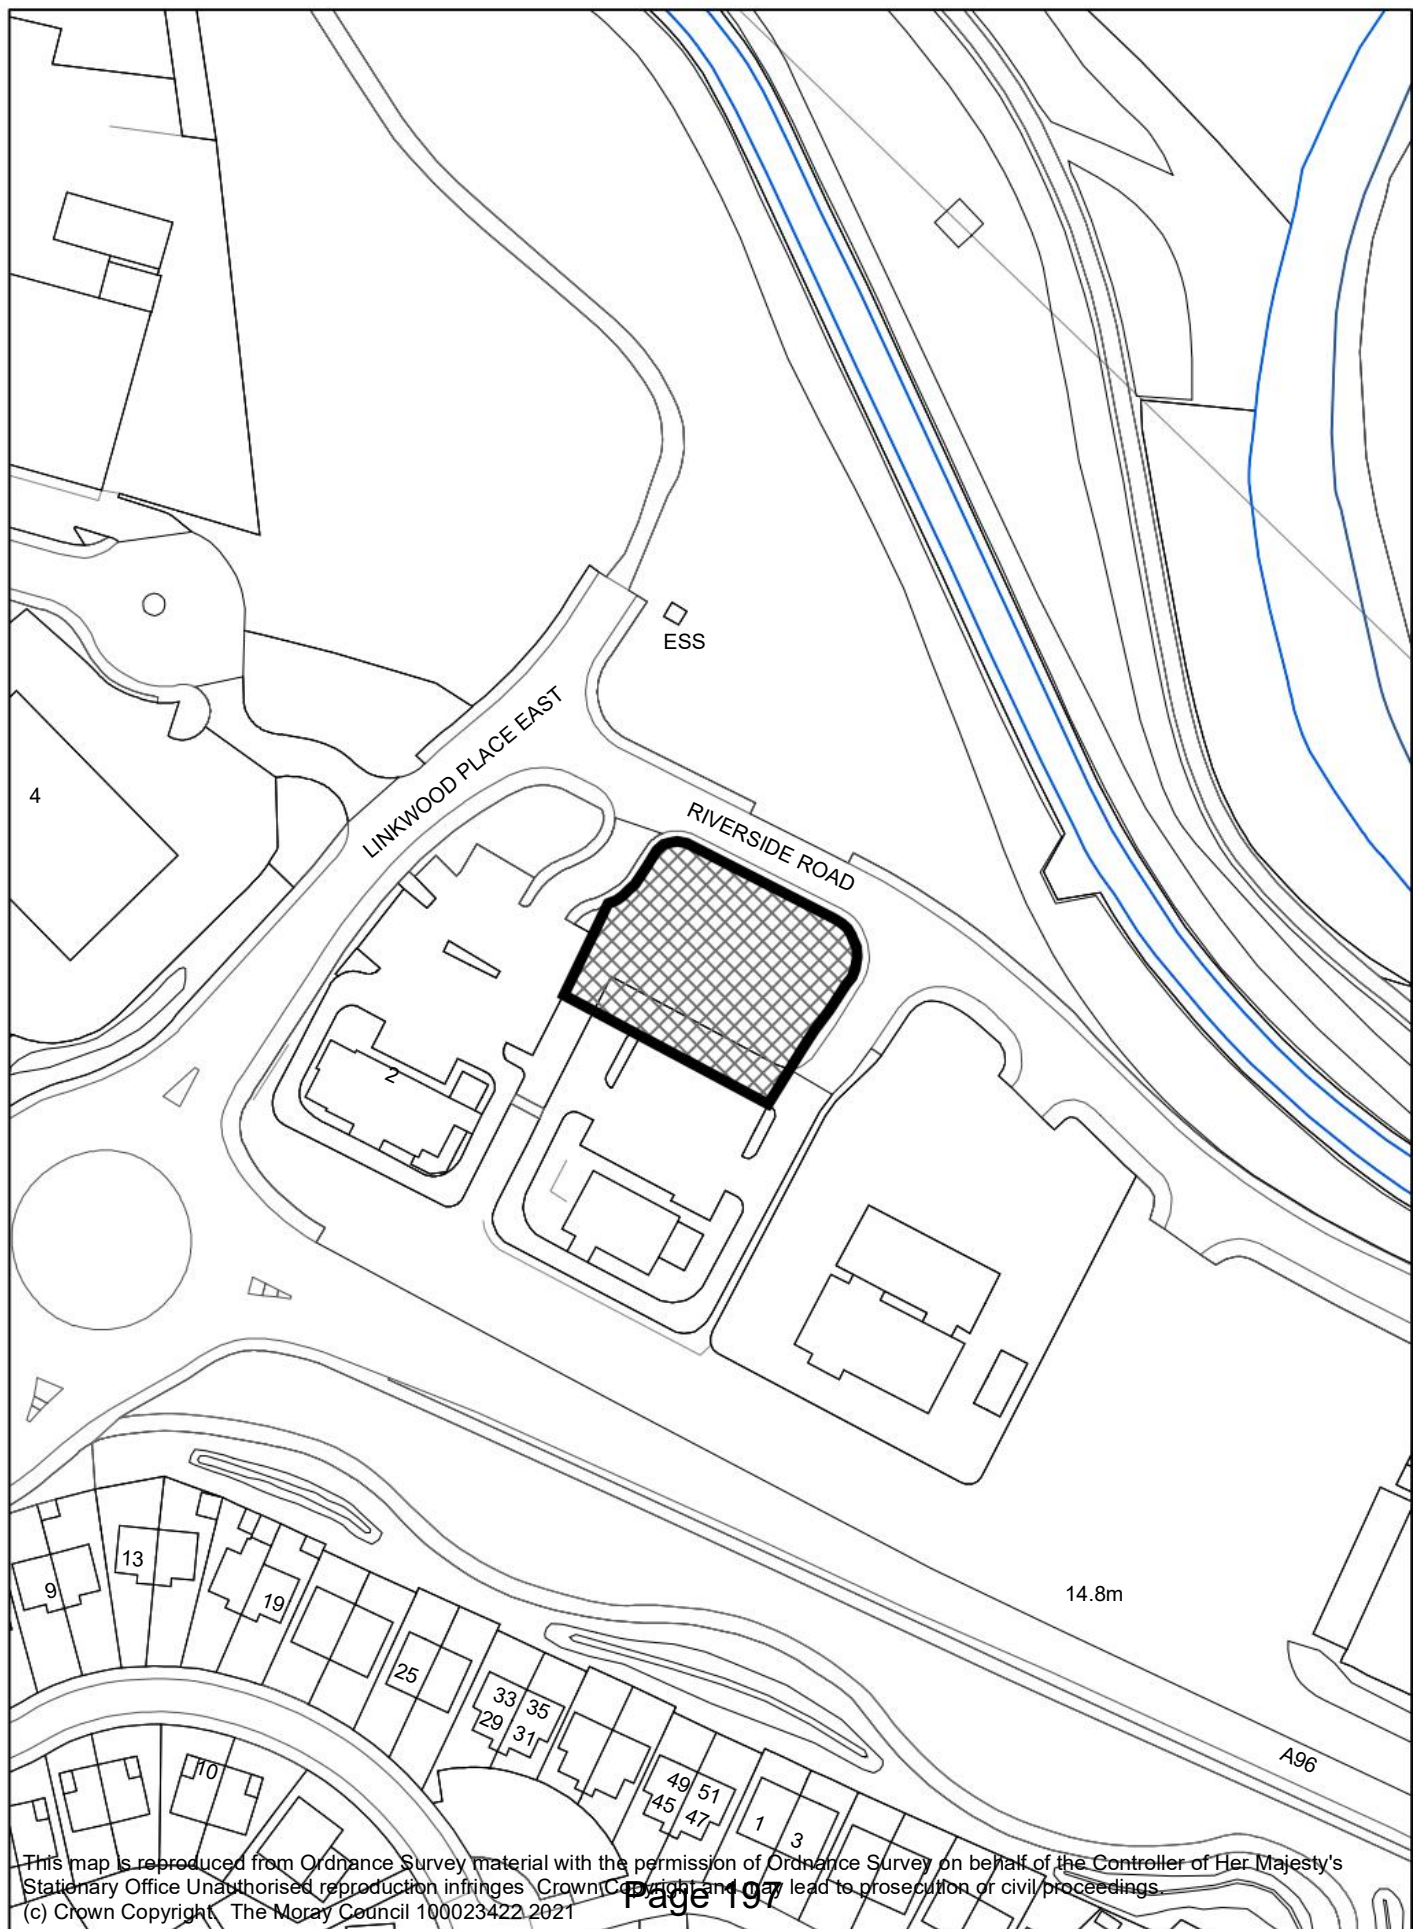 ESS
LINKWOOD PLACE EAST
4
RIVERSIDE ROAD
2
14.8m
13
9
19
25
33
35
29
31
A96
10
49
51
45
47
1
3
This map is reproduced from Ordnance Survey material with the permission of Ordnance Survey on behalf of the Controller of Her Majesty's
Stationary Office Unauthorised reproduction infringes Crown Copyright and may lead to prosecution or civil proceedings.
Page 197
(c) Crown Copyright. The Moray Council 100023422 2021